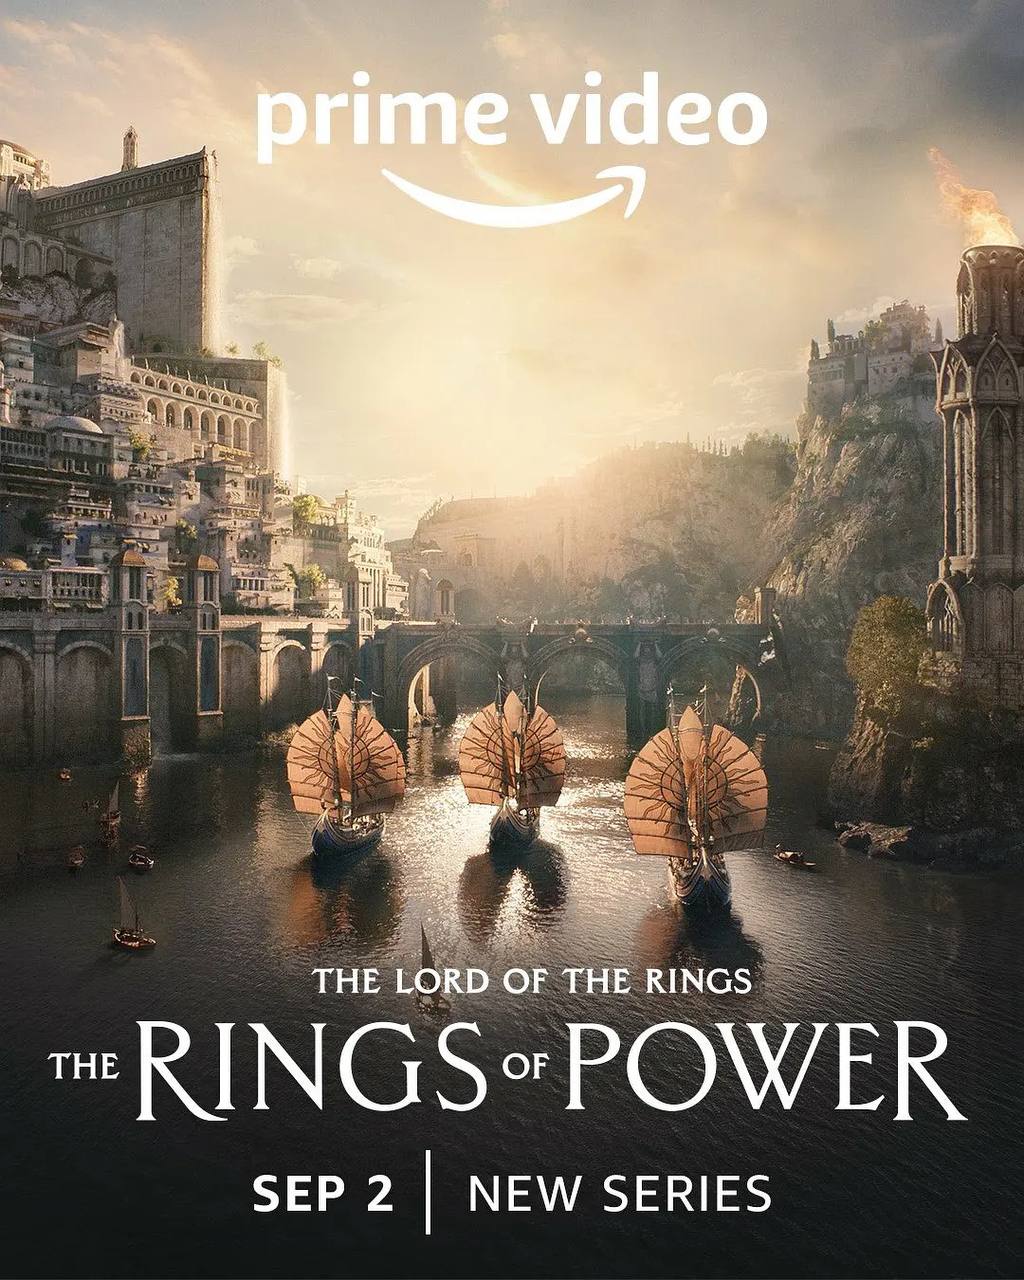 prime video
THE LORD OF THE RINGS
THE RINGS OF POWER
SEP 2 | NEW SERIES